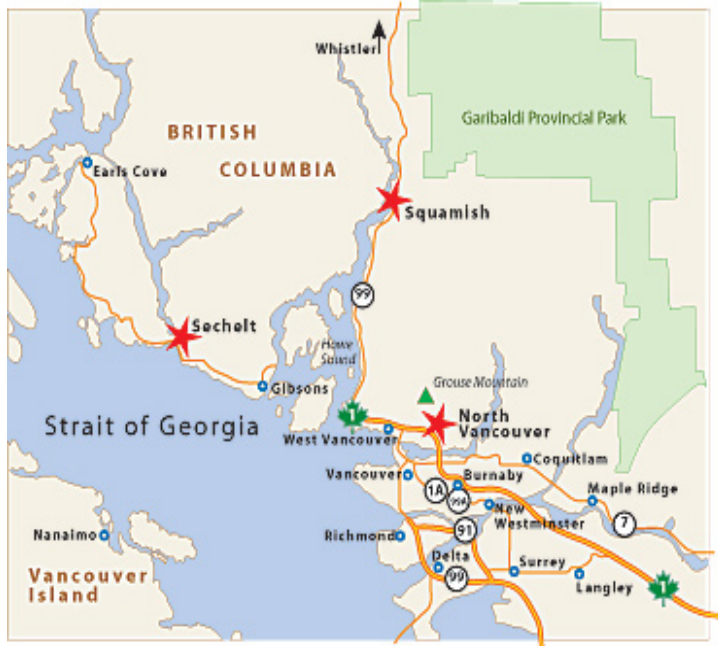 Whistler
Garibaldi Provincial Park
BRITISH
COLUMBIA
Earls Cove
Squamish
99
Sechelt
Howe
Sound
Grouse Mountain
Gibsons
1
North
Vancouver
Strait of Georgia
West Vancouver
Coquitlam
Vancouver
Burnaby
1A
99A
Maple Ridge
New
Westminster
7
Nanaimo
Richmond
91
Delta
Surrey
99
Langley
1
Vancouver
Island